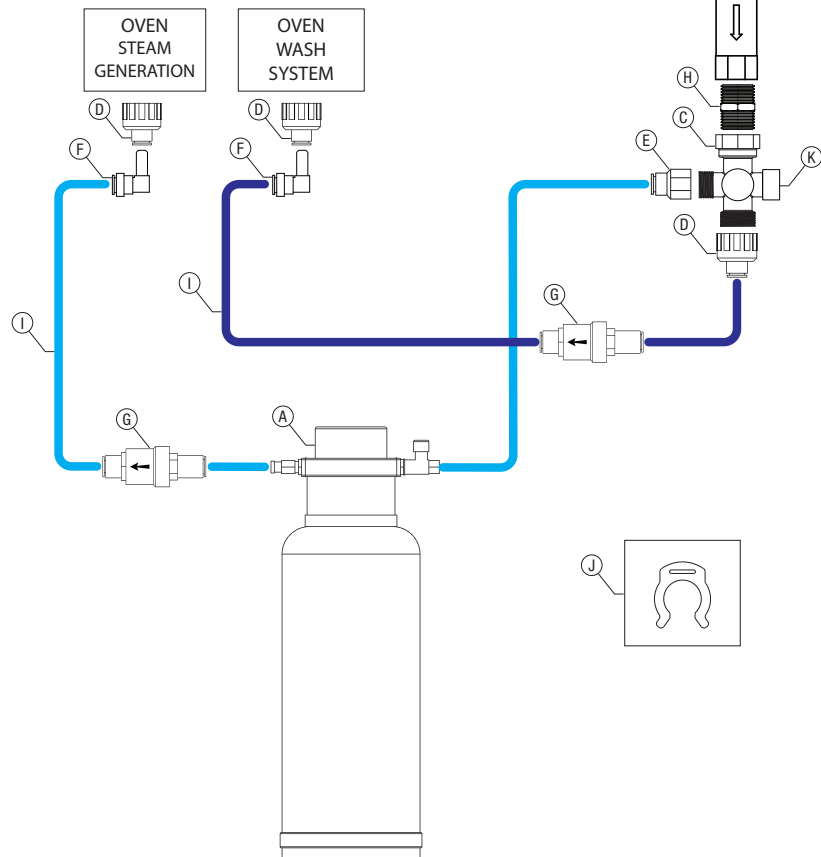 OVEN
STEAM
GENERATION
OVEN
WASH
SYSTEM
H
D
D
C
F
F
E
K
D
I
G
I
G
A
J